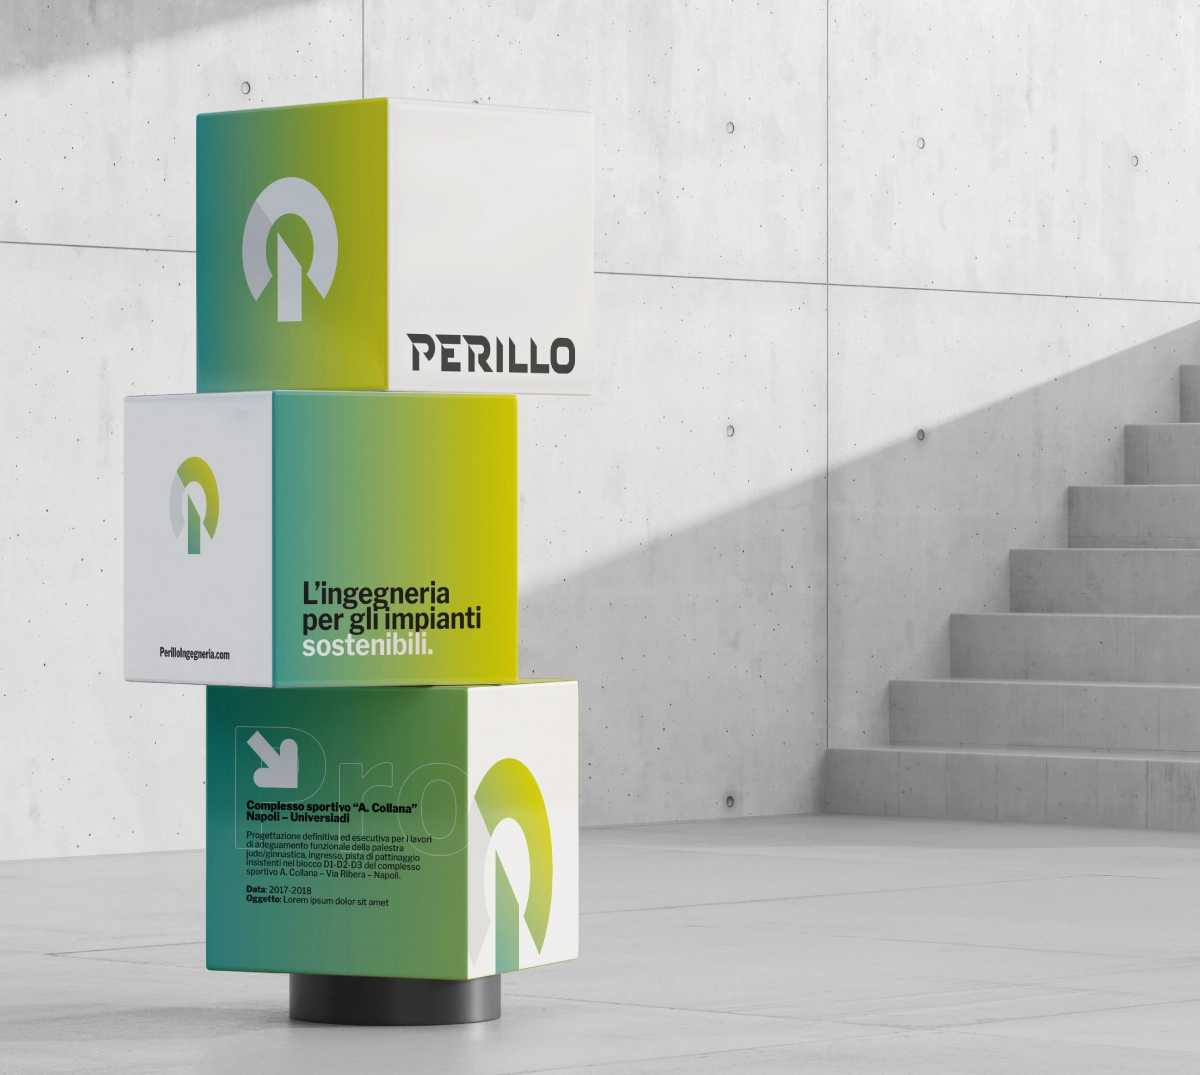 PERILLO
L'ingegneria
per gli impianti
sostenibili.
PerilloIngegneria.com
Pro
Complesso sportivo “A. Collana”
Napoli – Universiadi
Progettazione definitiva ed esecutiva per i lavori
di adeguamento funzionale della palestra
judo/ginnastica, ingresso, pista di pattinaggio
insistenti nel blocco D1-D2-D3 del complesso
sportivo A. Collana – Via Ribera – Napoli.
Data: 2017-2018
Oggetto: Lorem ipsum dolor sit amet